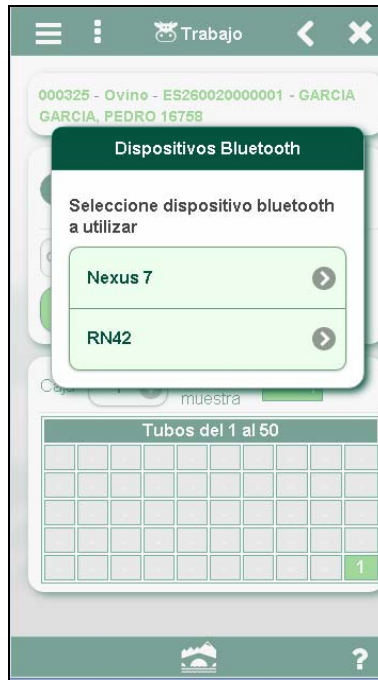 Trabajo
000325 - Ovino - ES260020000001 - GARCIA
GARCIA, PEDRO 16758
Dispositivos Bluetooth
Seleccione dispositivo bluetooth
a utilizar
Nexus 7
RN42
muestra
Tubos del 1 al 50
1
?